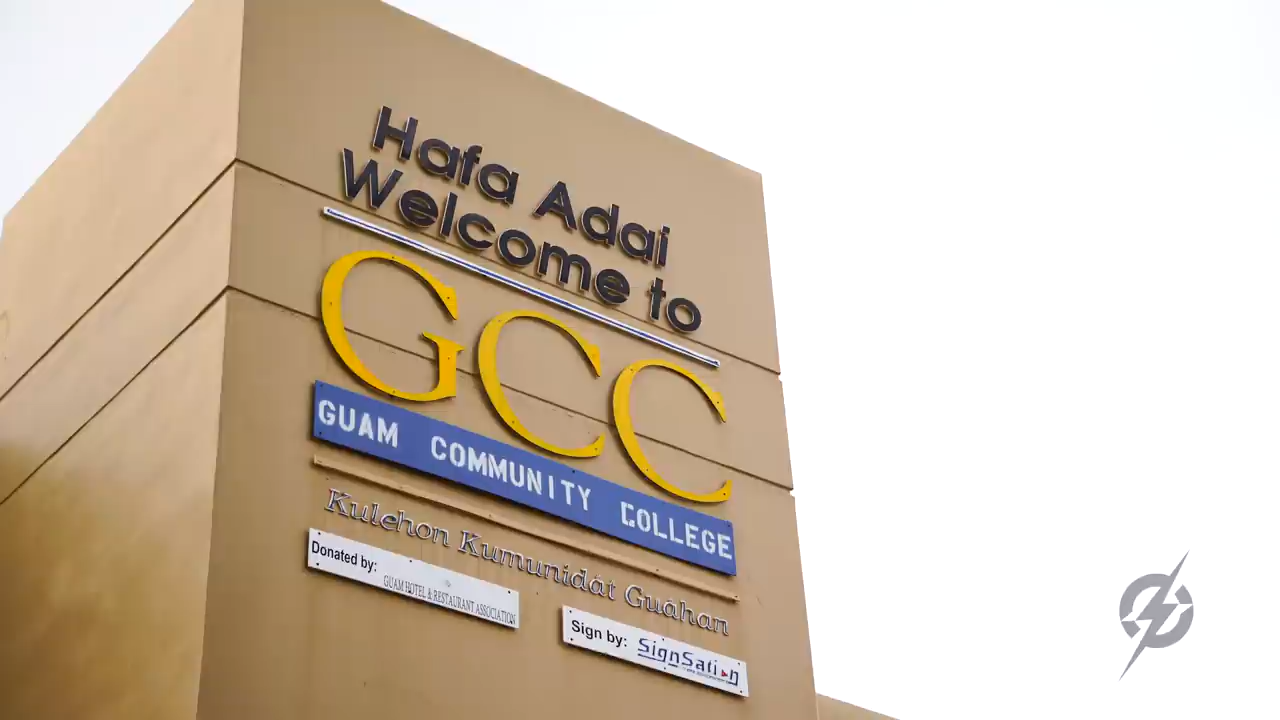 Hafa Adai
Welcome to
GCC
GUAM COMMUNITY COLLEGE
Kulehon Kumunidát Guåhan
Donated by:
GUAM HOTEL & RESTAURANT ASSOCIATION
Sign by: SignSation